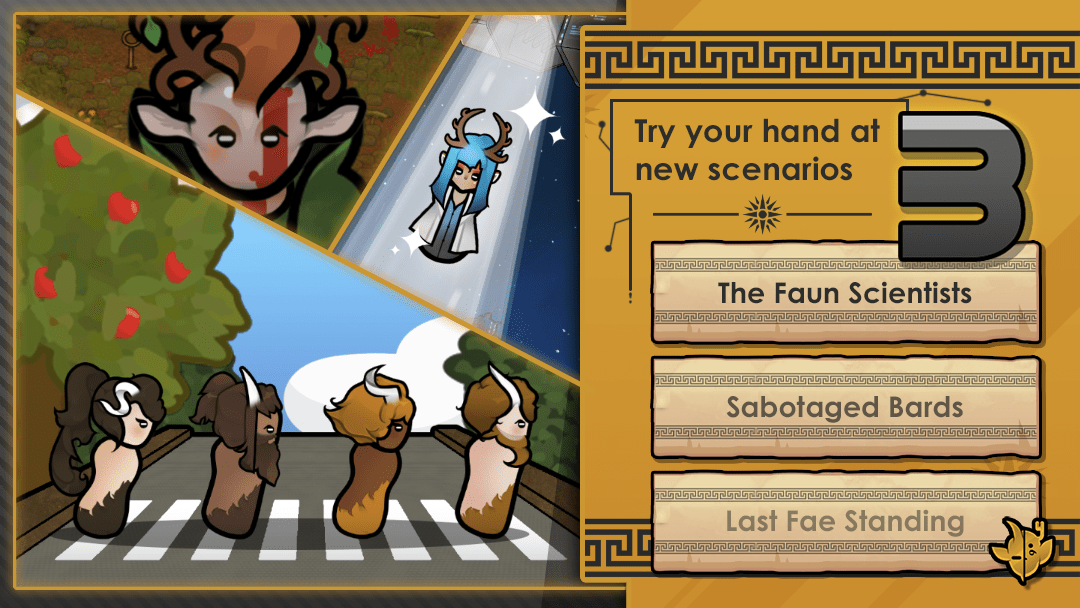 Try your hand at
new scenarios
3
The Faun Scientists
Sabotaged Bards
Last Fae Standing